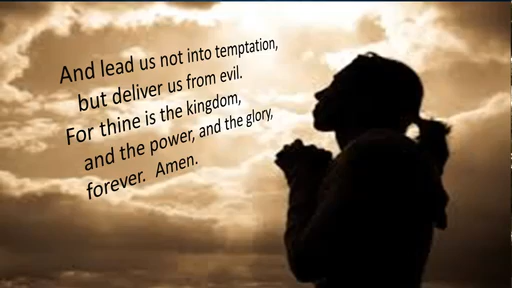 And lead us not into temptation,
but deliver us from evil.
For thine is the kingdom,
and the power, and the glory,
forever.  Amen.